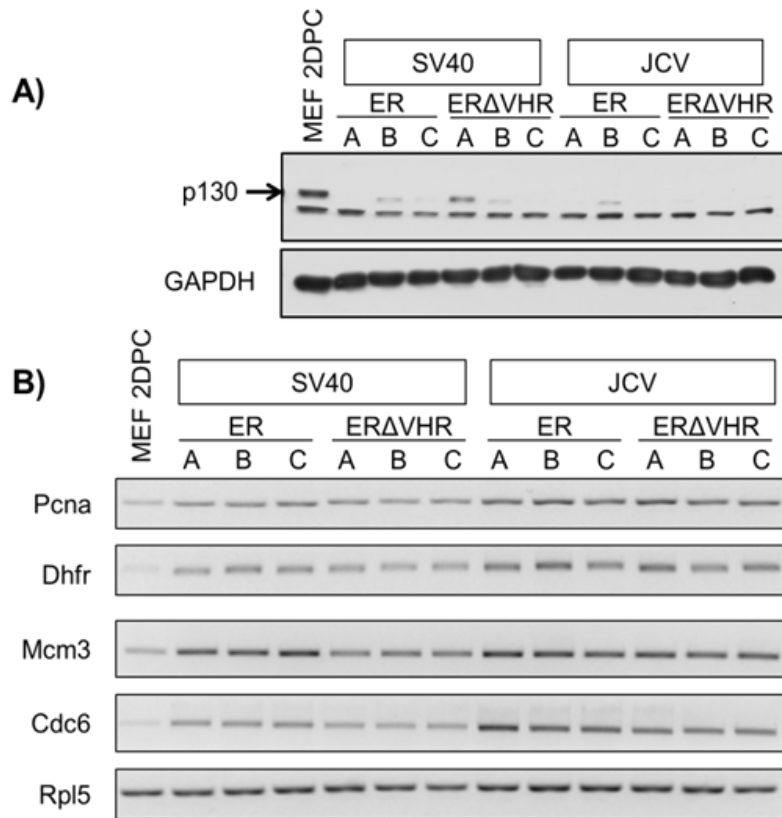 A)
MEF 2DPC
SV40 JCV
ER ERΔVHR ER ERΔVHR
A B C A B C A B C A B C
p130
GAPDH
B)
MEF 2DPC
SV40 JCV
ER ERΔVHR ER ERΔVHR
A B C A B C A B C A B C
Pcna
Dhfr
Mcm3
Cdc6
Rpl5